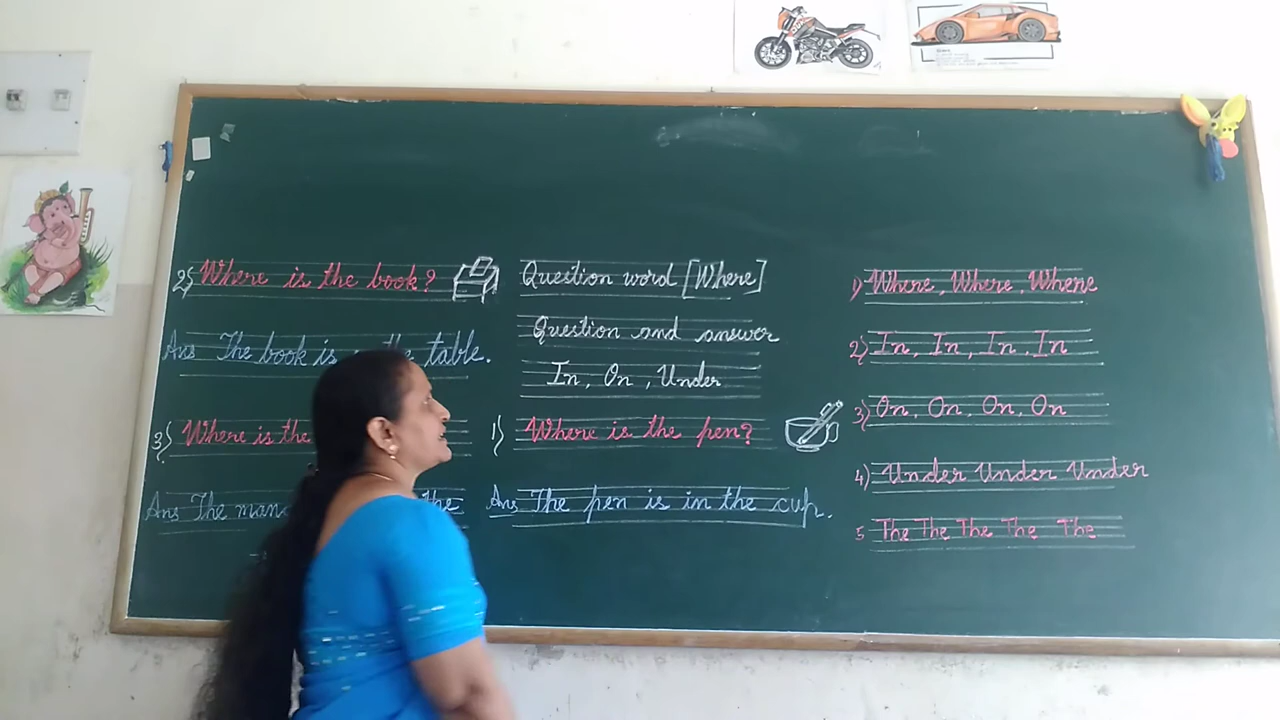 2) Where is the book?
Ans The book is the table.
3) Where is the
Ans The the
Question word [Where]
Question and answer
In, On, Under
1) Where is the pen?
Ans The pen is in the cup.
1) Where, Where, Where
2) In, In, In, In
3) On, On, On, On
4) Under Under Under
5 The The The The The